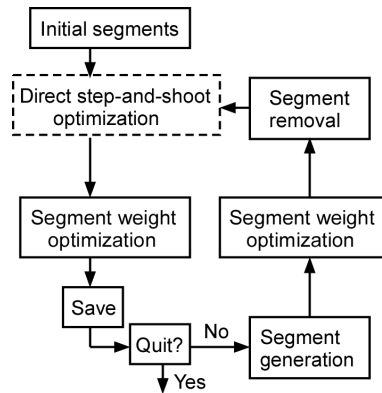 Initial segments
Direct step-and-shoot
optimization
Segment
removal
Segment weight
optimization
Segment weight
optimization
Save
Quit?
No
Yes
Segment
generation